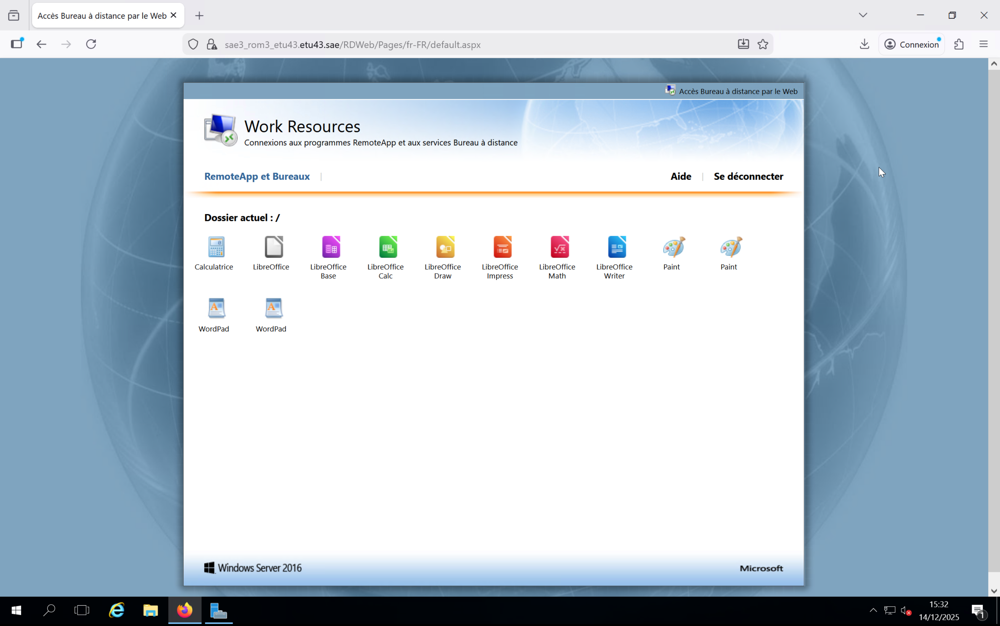 Accès Bureau à distance par le Web
sae3_rom3_etu43.etu43.sae/RDWeb/Pages/fr-FR/default.aspx
Connexion
Accès Bureau à distance par le Web
Work Resources
Connexions aux programmes RemoteApp et aux services Bureau à distance
RemoteApp et Bureaux
Aide
Se déconnecter
Dossier actuel : /
Calculatrice
LibreOffice
LibreOffice
Base
LibreOffice
Calc
LibreOffice
Draw
LibreOffice
Impress
LibreOffice
Math
LibreOffice
Writer
Paint
Paint
WordPad
WordPad
Windows Server 2016
Microsoft
15:32
14/12/2025
1